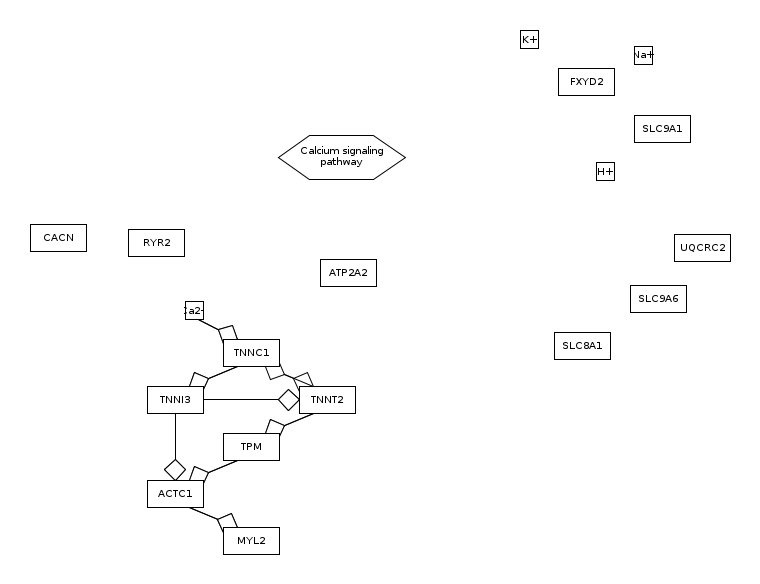 K+
Na+
FXYD2
SLC9A1
Calcium signaling
pathway
H+
CACN
RYR2
UQCRC2
ATP2A2
SLC9A6
Ca2+
SLC8A1
TNNC1
TNNI3
TNNT2
TPM
ACTC1
MYL2